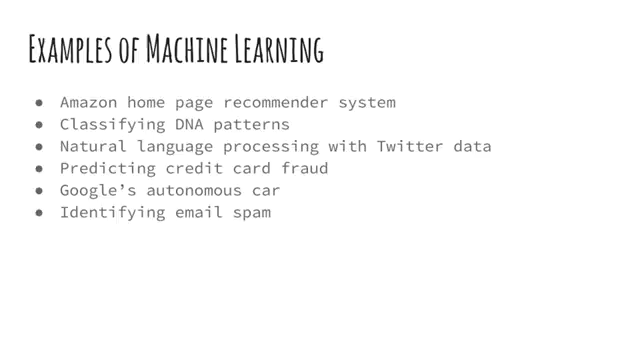 Examples of Machine Learning
● Amazon home page recommender system
● Classifying DNA patterns
● Natural language processing with Twitter data
● Predicting credit card fraud
● Google’s autonomous car
● Identifying email spam